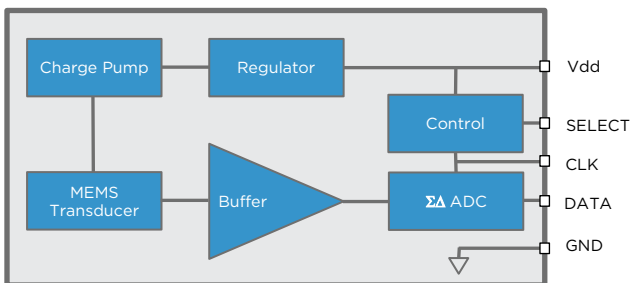 Charge Pump
Regulator
Vdd
Control
SELECT
CLK
MEMS
Transducer
Buffer
ΣΔ ADC
DATA
GND